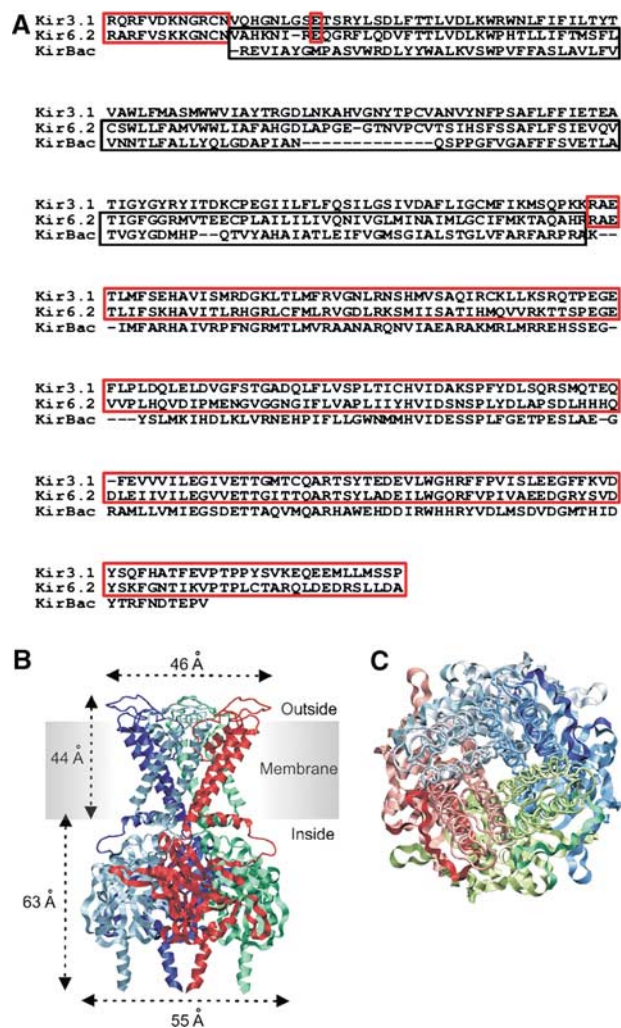 A
Kir3.1 RQRFVDKNGRCNVQHGNLGSETSRYLSDLFTTLVDLKWRWNLFIFILTYT
Kir6.2 RARFVSKKGNCNVAHKNI-REQGRFLQDVFTTLVDLKWPHTLLIFTMSFL
KirBac -REVIAYGMPASVWRDLYYWALKVSWPVFFASLAVLFV
Kir3.1 VAWLFMASMWWVIAYTRGDLNKAHVGNYTPCVANVYNFPSAFLFFIETEA
Kir6.2 CSWLLFAMVWWLIAFAHGDLAPGEG-TNVPCVTSIHSFSSAFLFSIEVQV
KirBac VNNTLFALLYQLGDAPIAN---------------QSPPGFVGAFFFSVETLA
Kir3.1 TIGYGYRYITDKCPEGIILFLFQSILGSIVDAFLIGCMFIKMSQPKKRAE
Kir6.2 TIGFGGRMVTEECPLAILILIVQNIVGLMINAIMLGCIFMKTAQAHRRAE
KirBac TVGYGDMHP--QTVYAHAIATLEIFVGMSGIALSTGLVFARFARPRAK--
Kir3.1 TLMFSEHAVISMRDGKLTLMFRVGNLRNSHMVSAQIRCKLLKSRQTPEGE
Kir6.2 TLIFSKHAVITLRHGRLCFMLRVGDLRKSMIISATIHMQVVRKTTSPEGE
KirBac -IMFARHAIVRPFNGRMTLMVRAANARQNVIAEARAKMRLMRREHSSEG-
Kir3.1 FLPLDQLELDVGFSTGADQLFLVSPLTICHVIDAKSPFYDLSQRSMQTEQ
Kir6.2 VVPLHQVDIPMENGVGGNGIFLVAPLIIYHVIDSNSPLYDLAPSDLHHHQ
KirBac ---YSLMKIHDLKLVRNEHPIFLLGWNMMHVIDESSPLFGETPESLAE-G
Kir3.1 -FEVVVILEGIVETTGMTCQARTSYTEDEVLWGHRFFPVISLEEGFFKVD
Kir6.2 DLEIIVILEGVVETTGITTQARTSYLADEILWGQRFVPIVAEEDGRYSVD
KirBac RAMLLVMIEGSDETTAQVMQARHAWEHDDIRWHHRYVDLMSDVDGMTHID
Kir3.1 YSQFHATFEVPTPPYSVKEQEEMLLMSSP
Kir6.2 YSKFGNTIKVPTPLCTARQLDEDRSLLDA
KirBac YTRFNDTEPV
B
46 Å
Outside
44 Å
Membrane
Inside
63 Å
55 Å
C